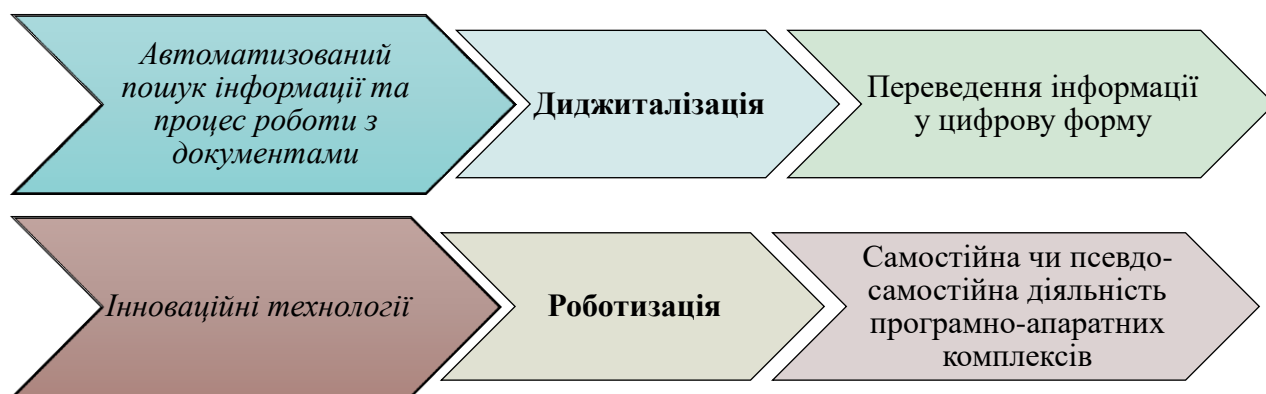 Автоматизований
пошук інформації та
процес роботи з
документами
Диджиталізація
Переведення інформації
у цифрову форму
Інноваційні технології
Роботизація
Самостійна чи псевдо-
самостійна діяльність
програмно-апаратних
комплексів